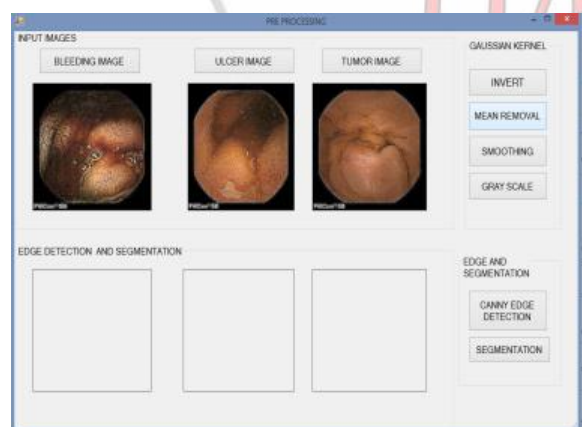 PRE PROCESSING
INPUT IMAGES
BLEEDING IMAGE
ULCER IMAGE
TUMOR IMAGE
GAUSSIAN KERNEL
INVERT
MEAN REMOVAL
SMOOTHING
GRAY SCALE
EDGE DETECTION AND SEGMENTATION
EDGE AND
SEGMENTATION
CANNY EDGE
DETECTION
SEGMENTATION